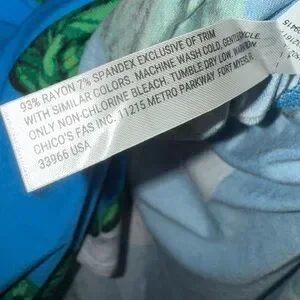 93% RAYON 7% SPANDEX EXCLUSIVE OF TRIM
WITH SIMILAR COLORS. MACHINE WASH COLD, GENTLE CYCLE.
ONLY NON-CHLORINE BLEACH. TUMBLE DRY LOW.
CHICO'S FAS INC. 11215 METRO PARKWAY FORT MYERS,
33966 USA